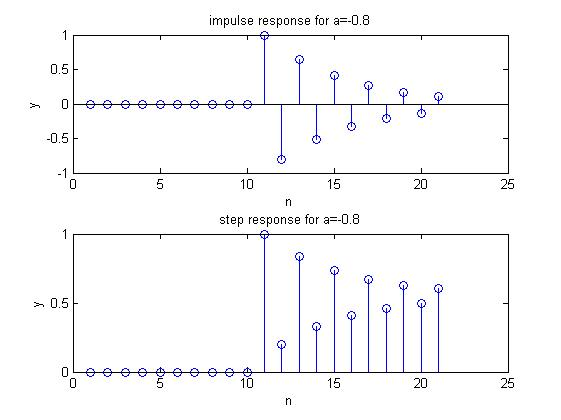 impulse response for a=-0.8
1
0.5
0
-0.5
-1
y
0 5 10 15 20 25
n
step response for a=-0.8
1
0.5
0
y
0 5 10 15 20 25
n